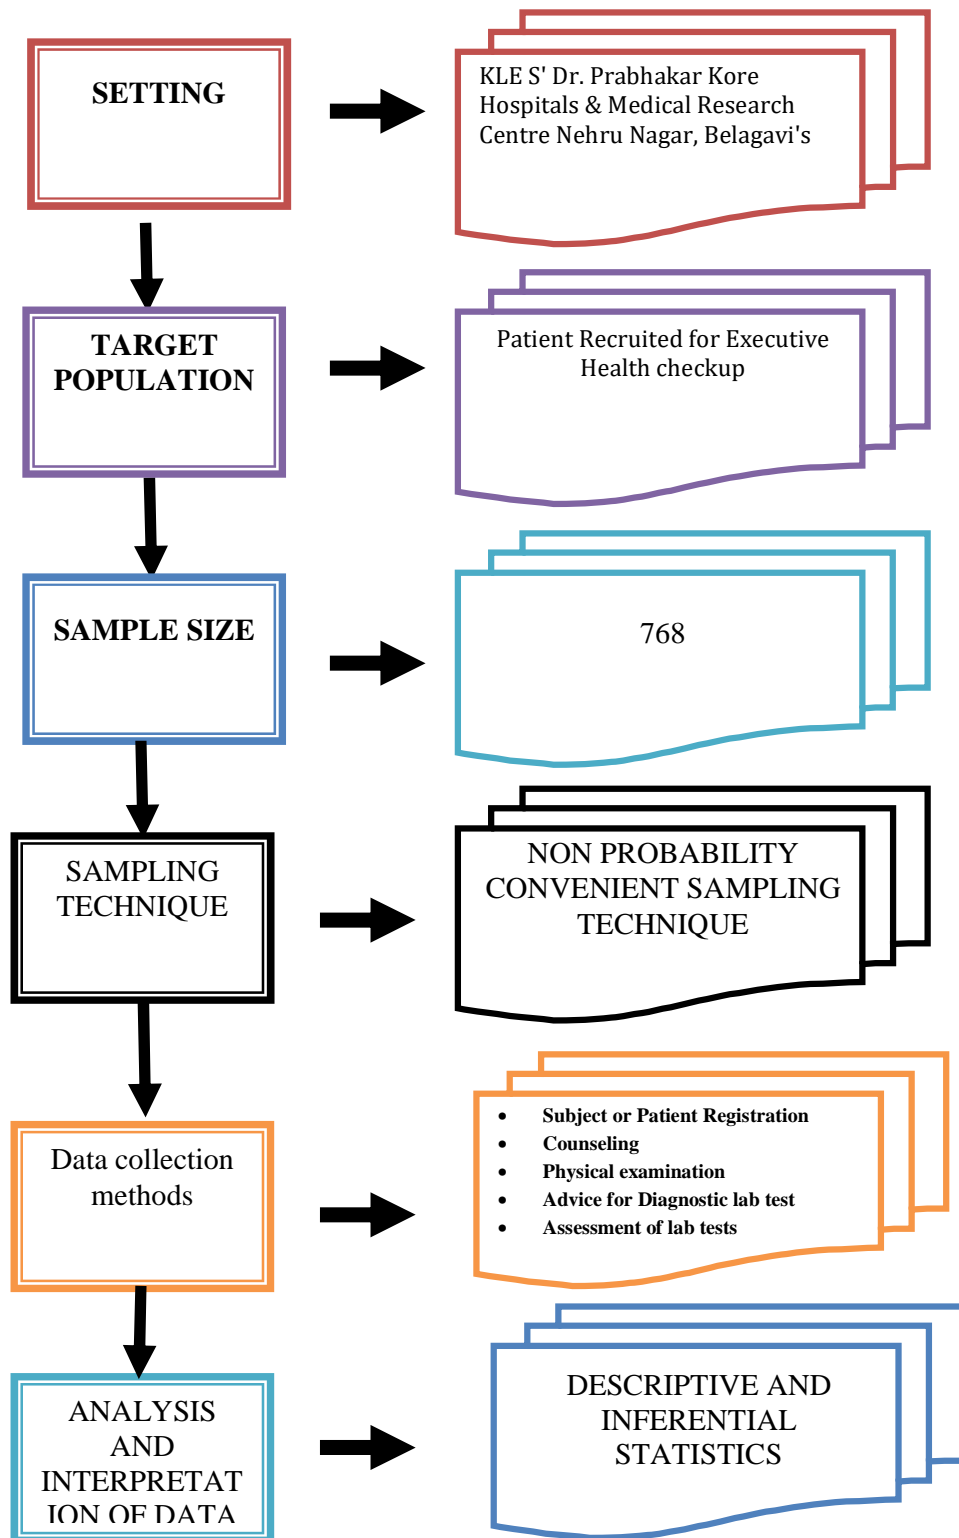 SETTING
KLE S' Dr. Prabhakar Kore
Hospitals & Medical Research
Centre Nehru Nagar, Belagavi's
TARGET
POPULATION
Patient Recruited for Executive
Health checkup
SAMPLE SIZE
768
SAMPLING
TECHNIQUE
NON PROBABILITY
CONVENIENT SAMPLING
TECHNIQUE
Data collection
methods
• Subject or Patient Registration
• Counseling
• Physical examination
• Advice for Diagnostic lab test
• Assessment of lab tests
ANALYSIS
AND
INTERPRETAT
ION OF DATA
DESCRIPTIVE AND
INFERENTIAL
STATISTICS